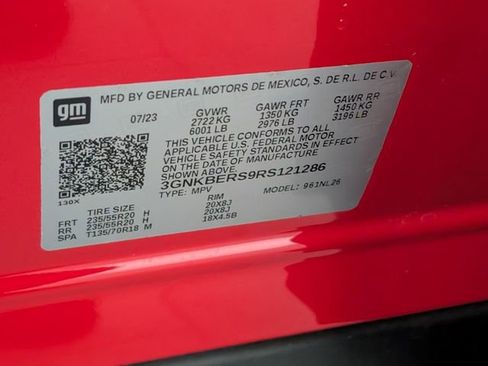 gm
MFD BY GENERAL MOTORS DE MEXICO, S. DE R.L. DE C.V.
07/23 GVWR GAWR FRT GAWR RR
2722 KG 1350 KG 1450 KG
6001 LB 2976 LB 3196 LB
THIS VEHICLE CONFORMS TO ALL
APPLICABLE U.S. FEDERAL MOTOR
VEHICLE SAFETY STANDARDS IN EFFECT
ON THE DATE OF MANUFACTURE
3GNKBERS9RS121286
130X TYPE: MPV MODEL: 961NL26
TIRE SIZE RIM
FRT 235/55R20 H 20X8J
RR 235/55R20 H 20X8J
SPA T135/70R18 M 18X4.5B